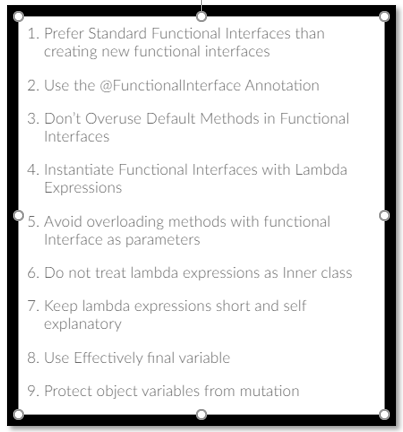 1. Prefer Standard Functional Interfaces than
creating new functional interfaces
2. Use the @FunctionalInterface Annotation
3. Don't Overuse Default Methods in Functional
Interfaces
4. Instantiate Functional Interfaces with Lambda
Expressions
5. Avoid overloading methods with functional
Interface as parameters
6. Do not treat lambda expressions as Inner class
7. Keep lambda expressions short and self
explanatory
8. Use Effectively final variable
9. Protect object variables from mutation